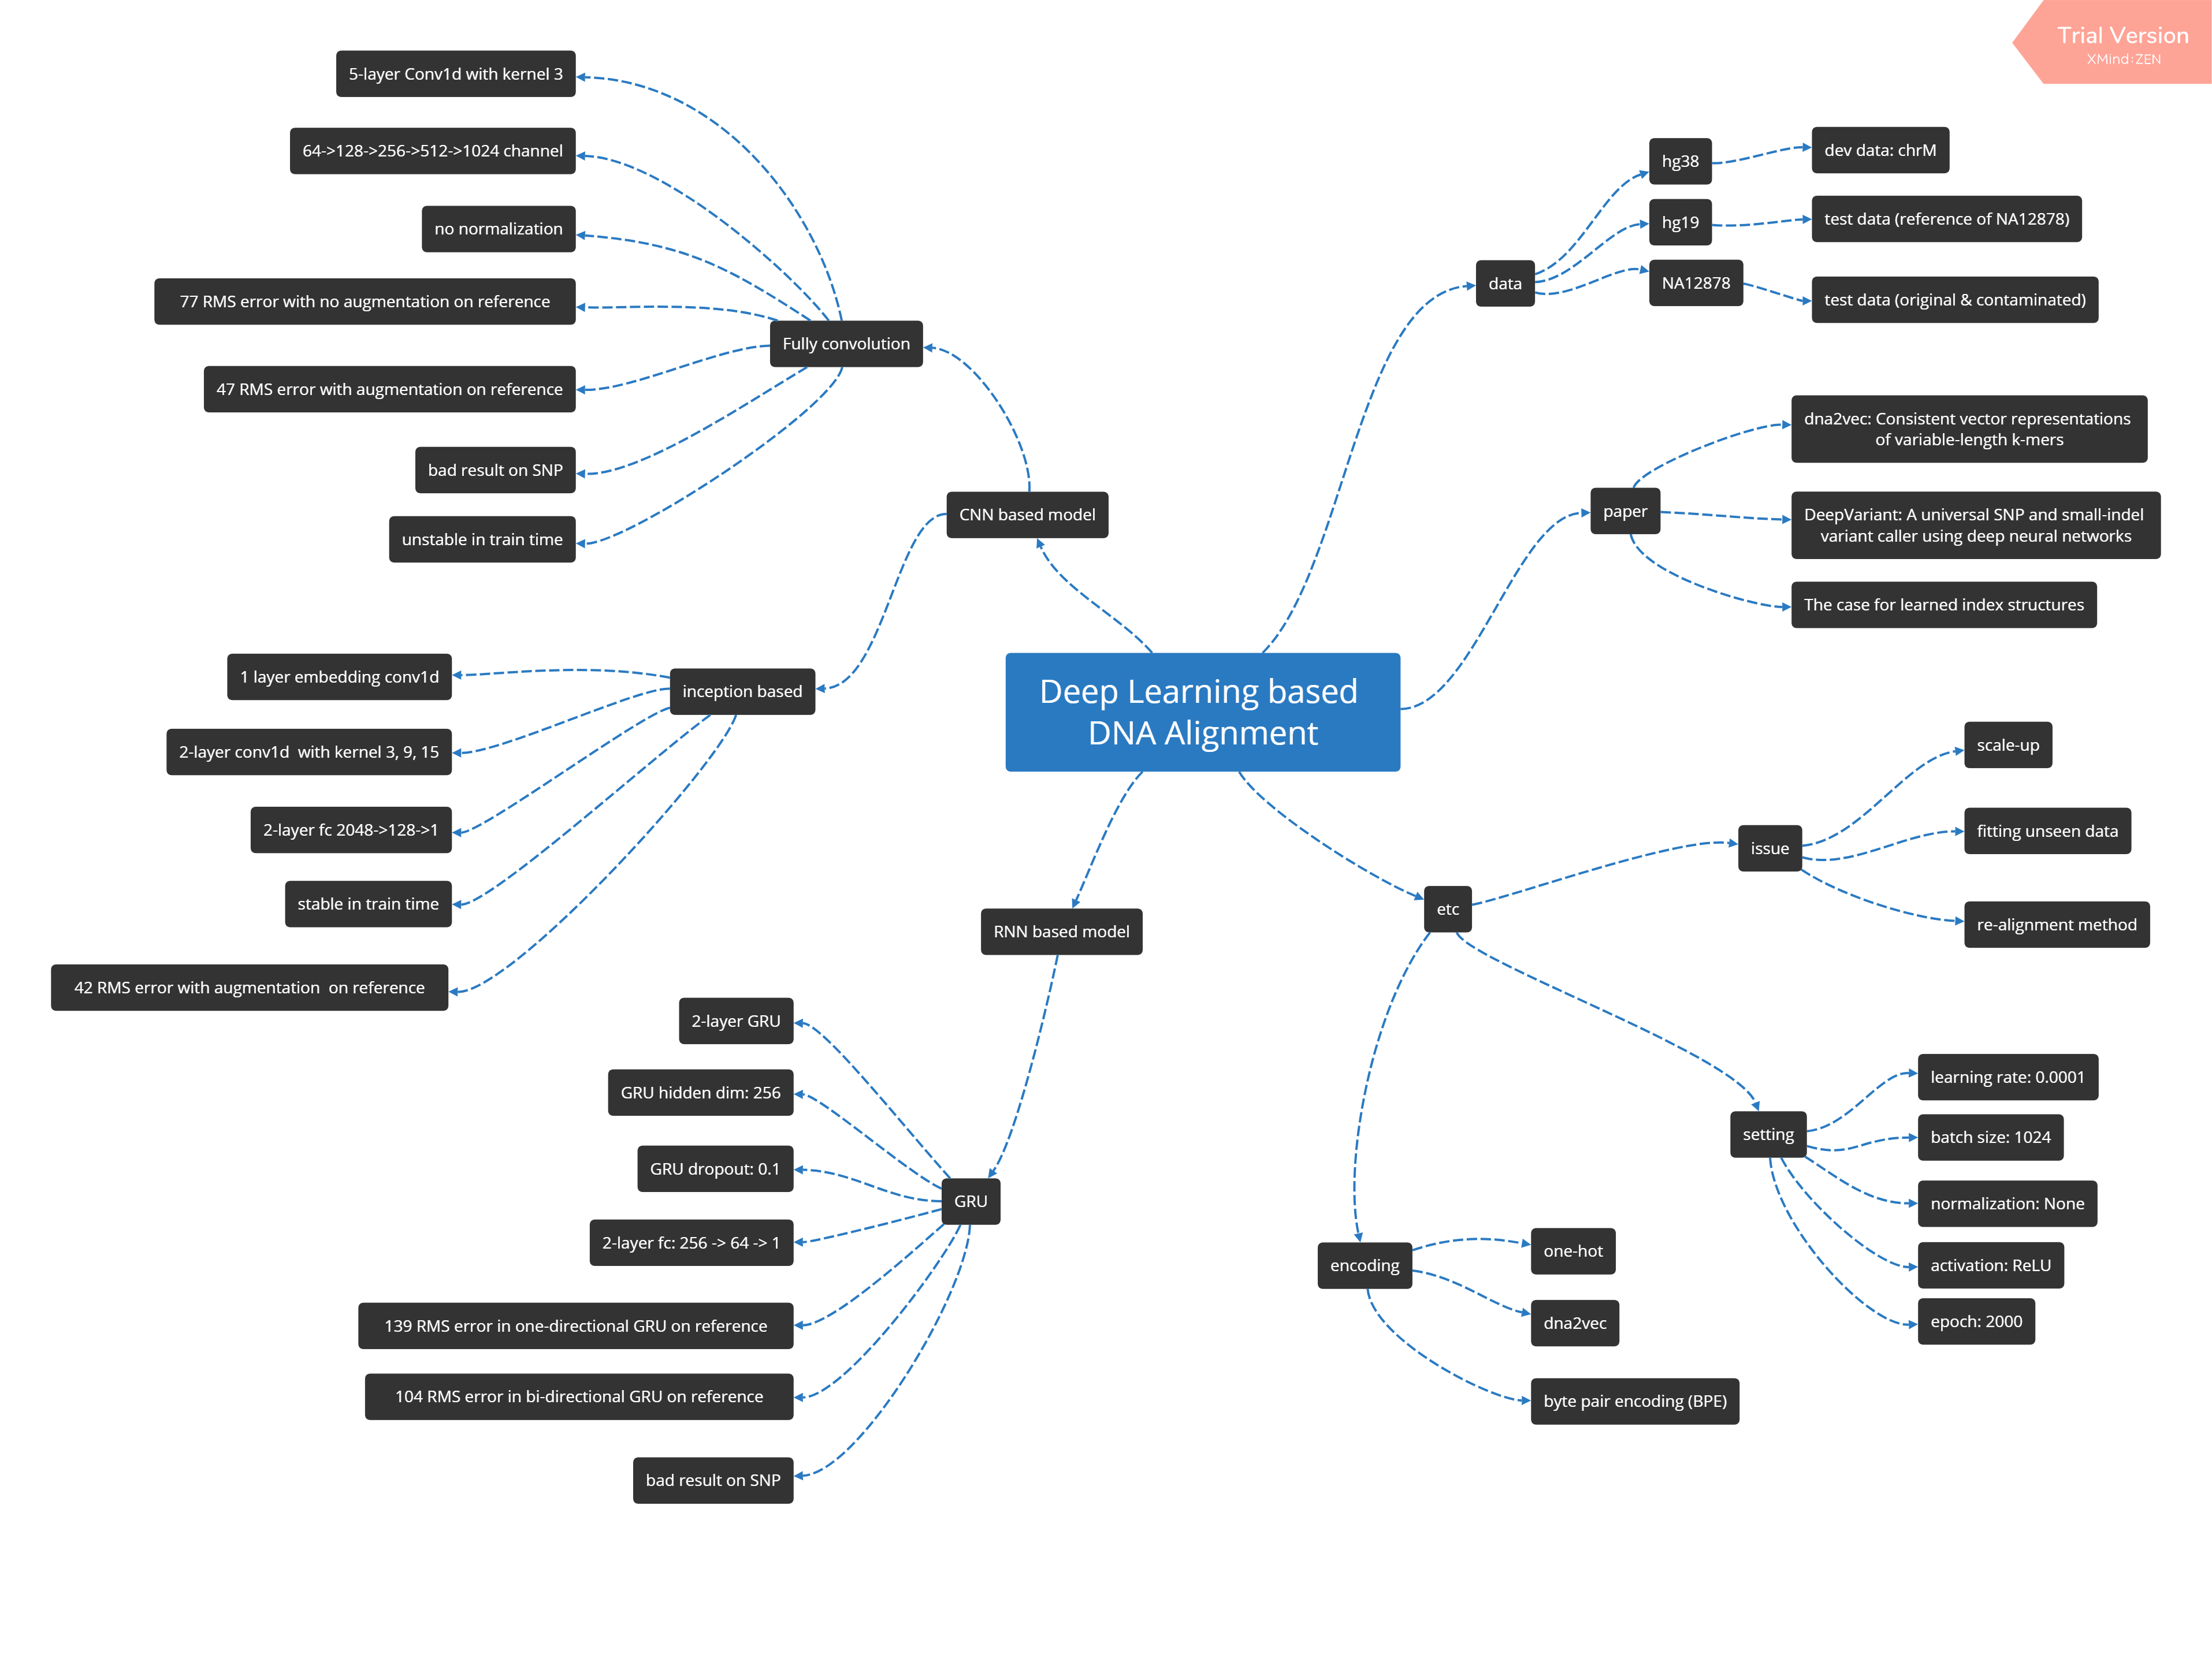 Trial Version
XMind:ZEN
Deep Learning based
DNA Alignment
CNN based model
Fully convolution
5-layer Conv1d with kernel 3
64->128->256->512->1024 channel
no normalization
77 RMS error with no augmentation on reference
47 RMS error with augmentation on reference
bad result on SNP
unstable in train time
inception based
1 layer embedding conv1d
2-layer conv1d  with kernel 3, 9, 15
2-layer fc 2048->128->1
stable in train time
42 RMS error with augmentation  on reference
RNN based model
GRU
2-layer GRU
GRU hidden dim: 256
GRU dropout: 0.1
2-layer fc: 256 -> 64 -> 1
139 RMS error in one-directional GRU on reference
104 RMS error in bi-directional GRU on reference
bad result on SNP
data
hg38
dev data: chrM
hg19
test data (reference of NA12878)
NA12878
test data (original & contaminated)
paper
dna2vec: Consistent vector representations
of variable-length k-mers
DeepVariant: A universal SNP and small-indel
variant caller using deep neural networks
The case for learned index structures
etc
issue
scale-up
fitting unseen data
re-alignment method
setting
learning rate: 0.0001
batch size: 1024
normalization: None
activation: ReLU
epoch: 2000
encoding
one-hot
dna2vec
byte pair encoding (BPE)